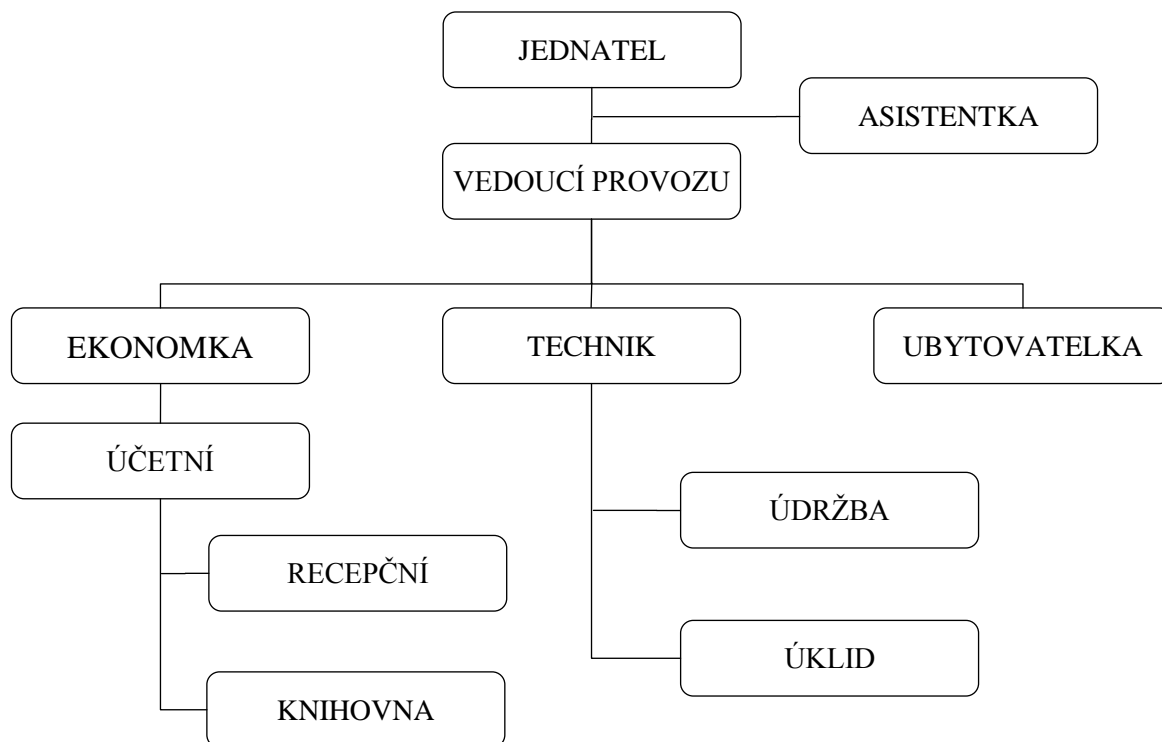 JEDNATEL
ASISTENTKA
VEDOUCÍ PROVOZU
EKONOMKA
TECHNIK
UBYTOVATELKA
ÚČETNÍ
ÚDRŽBA
RECEPČNÍ
ÚKLID
KNIHOVNA